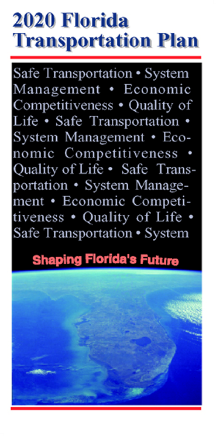 2020 Florida
Transportation Plan
Safe Transportation • System
Management • Economic
Competitiveness • Quality of
Life • Safe Transportation •
System Management • Eco-
nomic Competitiveness •
Quality of Life • Safe Trans-
portation • System Manage-
ment • Economic Competi-
tiveness • Quality of Life •
Safe Transportation • System
Shaping Florida's Future